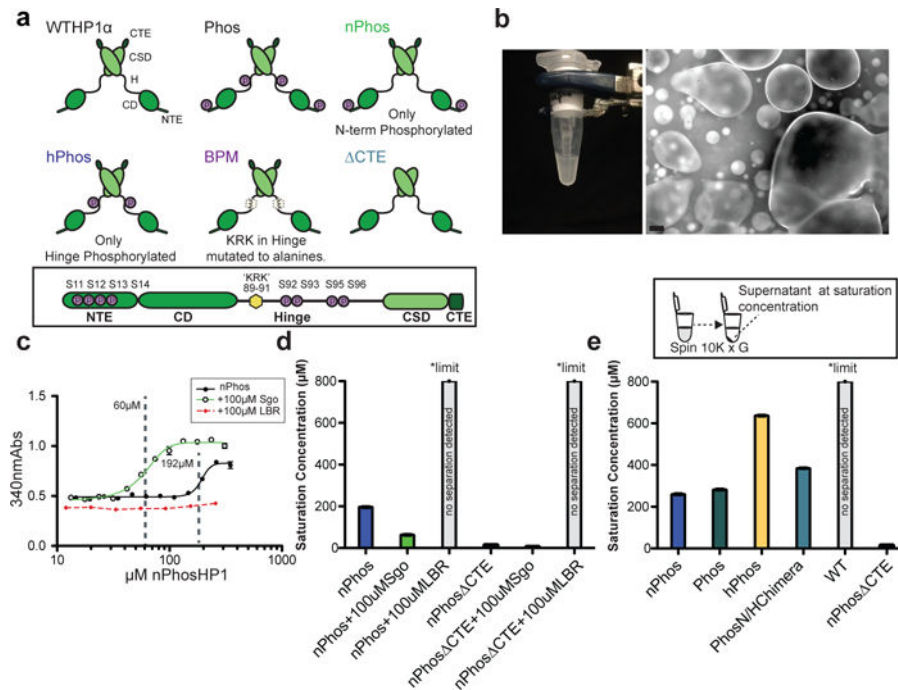 a
WTHP1α
CTE
CSD
H
CD
NTE
Phos
nPhos
Only
N-term Phosphorylated
hPhos
Only
Hinge Phosphorylated
BPM
KRK in Hinge
mutated to alanines.
ΔCTE
S11 S12 S13 S14
'KRK'
89-91
S92 S93
S95 S96
NTE
CD
Hinge
CSD
CTE
b
c
1.5
1.0
0.5
0.0
340nmAbs
60µM
192µM
nPhos
+100µM Sgo
+100µM LBR
10
100
1000
µM nPhosHP1
d
Saturation Concentration (µM)
800
600
400
200
0
*limit
no separation detected
*limit
no separation detected
nPhos
nPhos+100uMSgo
nPhos+100uMLBR
nPhosΔCTE
nPhosΔCTE+100uMSgo
nPhosΔCTE+100uMLBR
Supernatant at saturation
concentration
Spin 10K x G
e
Saturation Concentration (µM)
800
600
400
200
0
*limit
no separation detected
nPhos
Phos
hPhos
PhosN/HChimera
WT
nPhosΔCTE